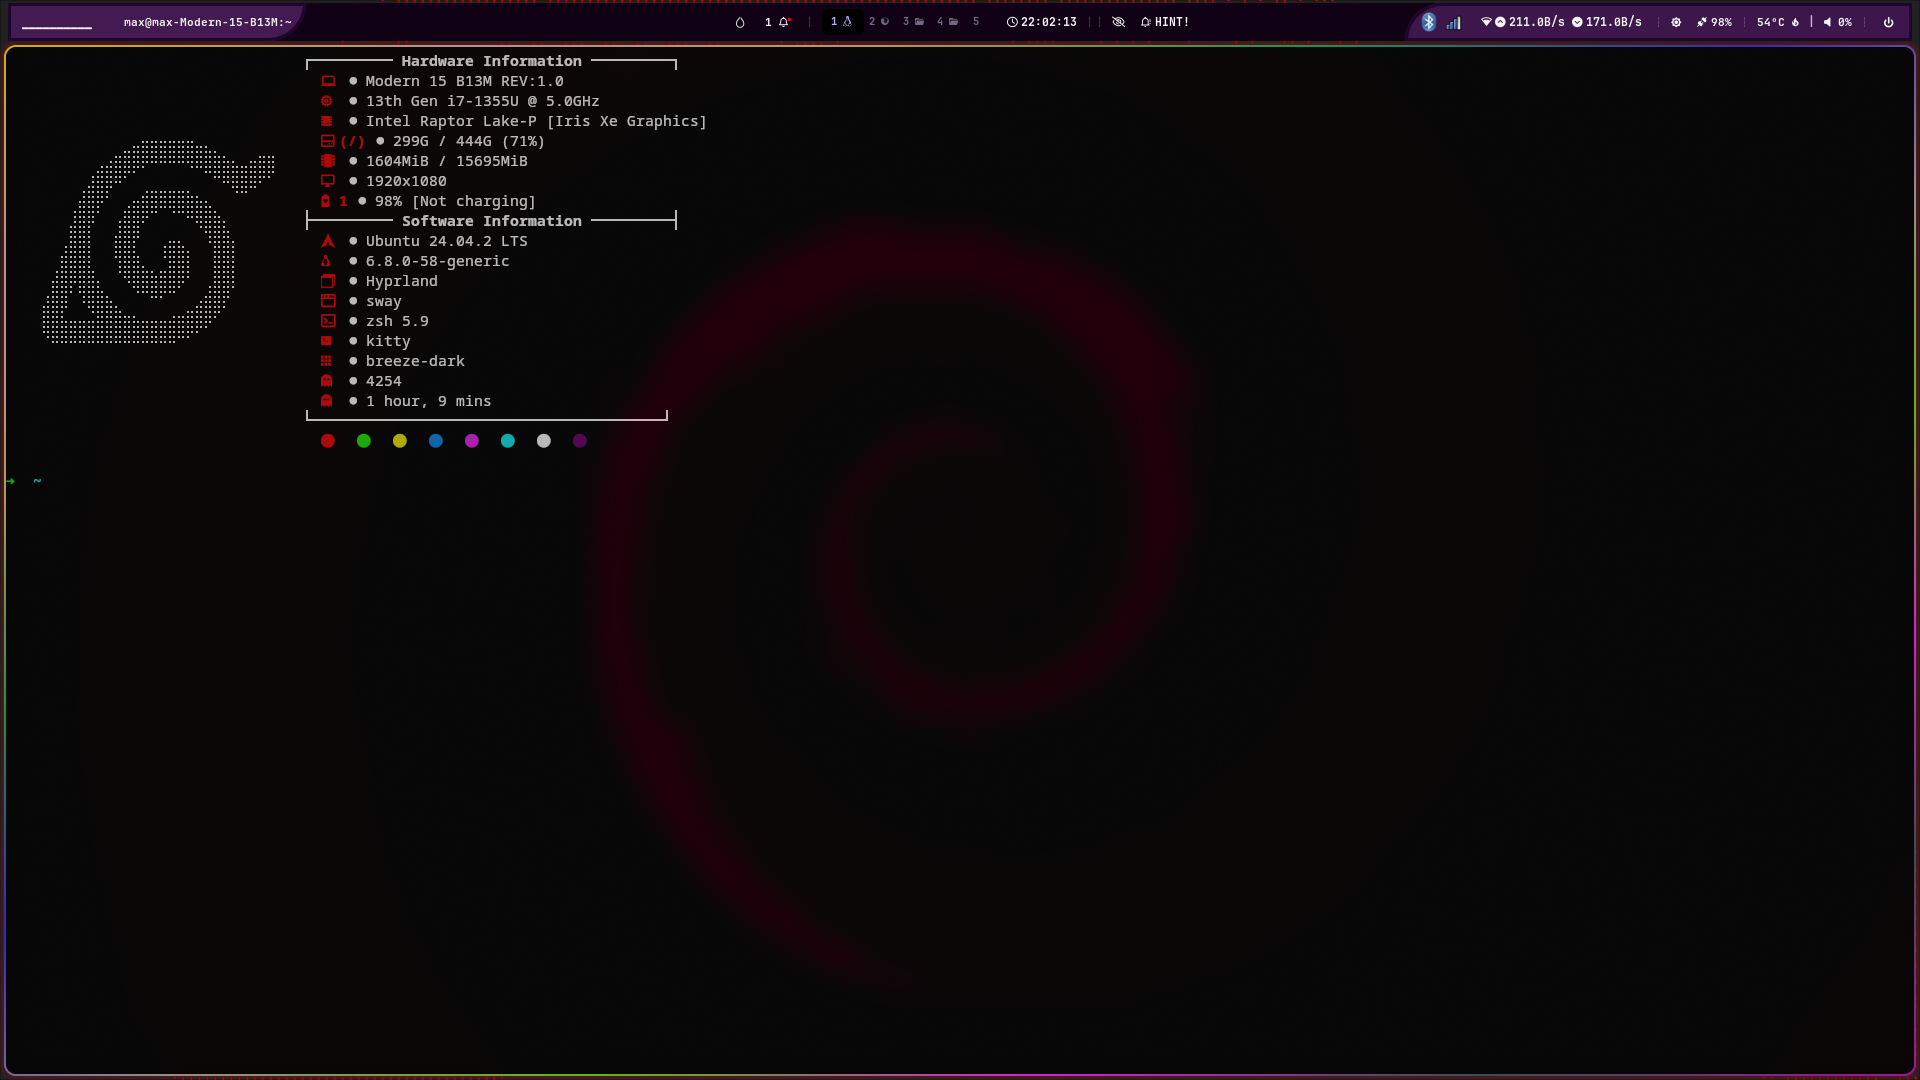 max@max-Modern-15-B13M:~
1
1 2 3 4 5
22:02:13
HINT!
211.0B/s 171.0B/s
98%
54°C
0%
Hardware Information
● Modern 15 B13M REV:1.0
● 13th Gen i7-1355U @ 5.0GHz
● Intel Raptor Lake-P [Iris Xe Graphics]
(/) ● 299G / 444G (71%)
● 1604MiB / 15695MiB
● 1920x1080
1 ● 98% [Not charging]
Software Information
● Ubuntu 24.04.2 LTS
● 6.8.0-58-generic
● Hyprland
● sway
● zsh 5.9
● kitty
● breeze-dark
● 4254
● 1 hour, 9 mins
➜ ~